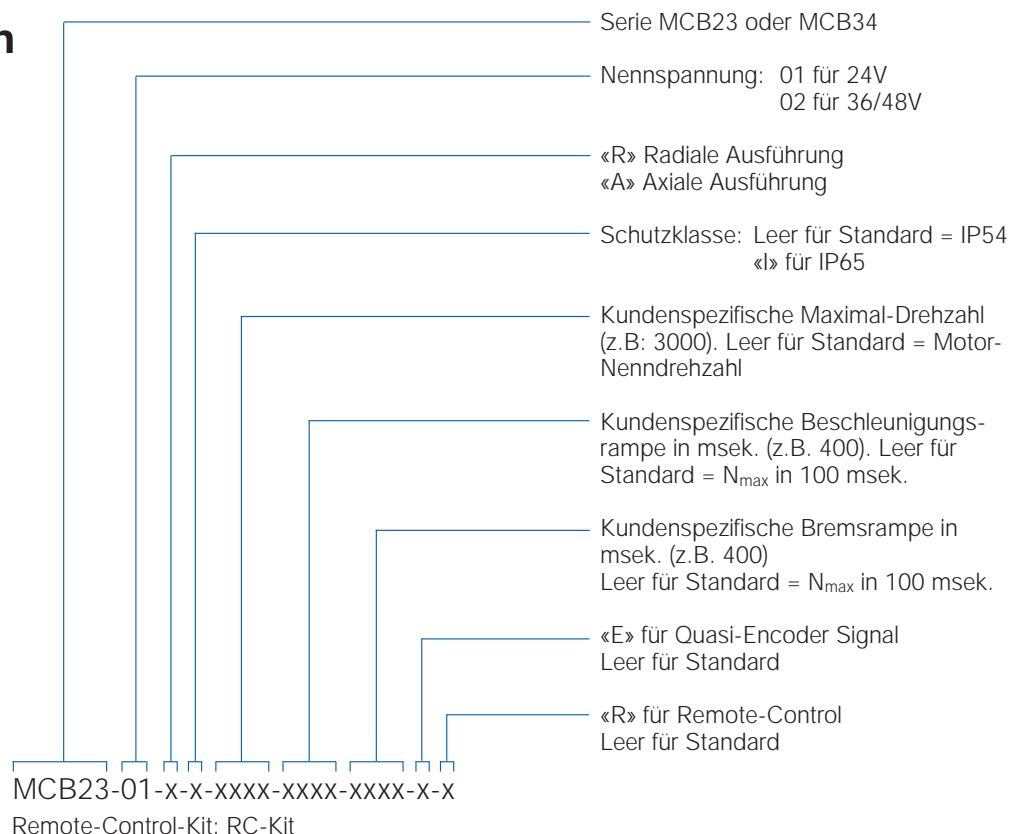 n
Serie MCB23 oder MCB34
Nennspannung: 01 für 24V
02 für 36/48V
«R» Radiale Ausführung
«A» Axiale Ausführung
Schutzklasse: Leer für Standard = IP54
«I» für IP65
Kundenspezifische Maximal-Drehzahl
(z.B: 3000). Leer für Standard = Motor-
Nenndrehzahl
Kundenspezifische Beschleunigungs-
rampe in msek. (z.B. 400). Leer für
Standard = Nmax in 100 msek.
Kundenspezifische Bremsrampe in
msek. (z.B. 400)
Leer für Standard = Nmax in 100 msek.
«E» für Quasi-Encoder Signal
Leer für Standard
«R» für Remote-Control
Leer für Standard
MCB23-01-x-x-xxxx-xxxx-xxxx-x-x
Remote-Control-Kit: RC-Kit